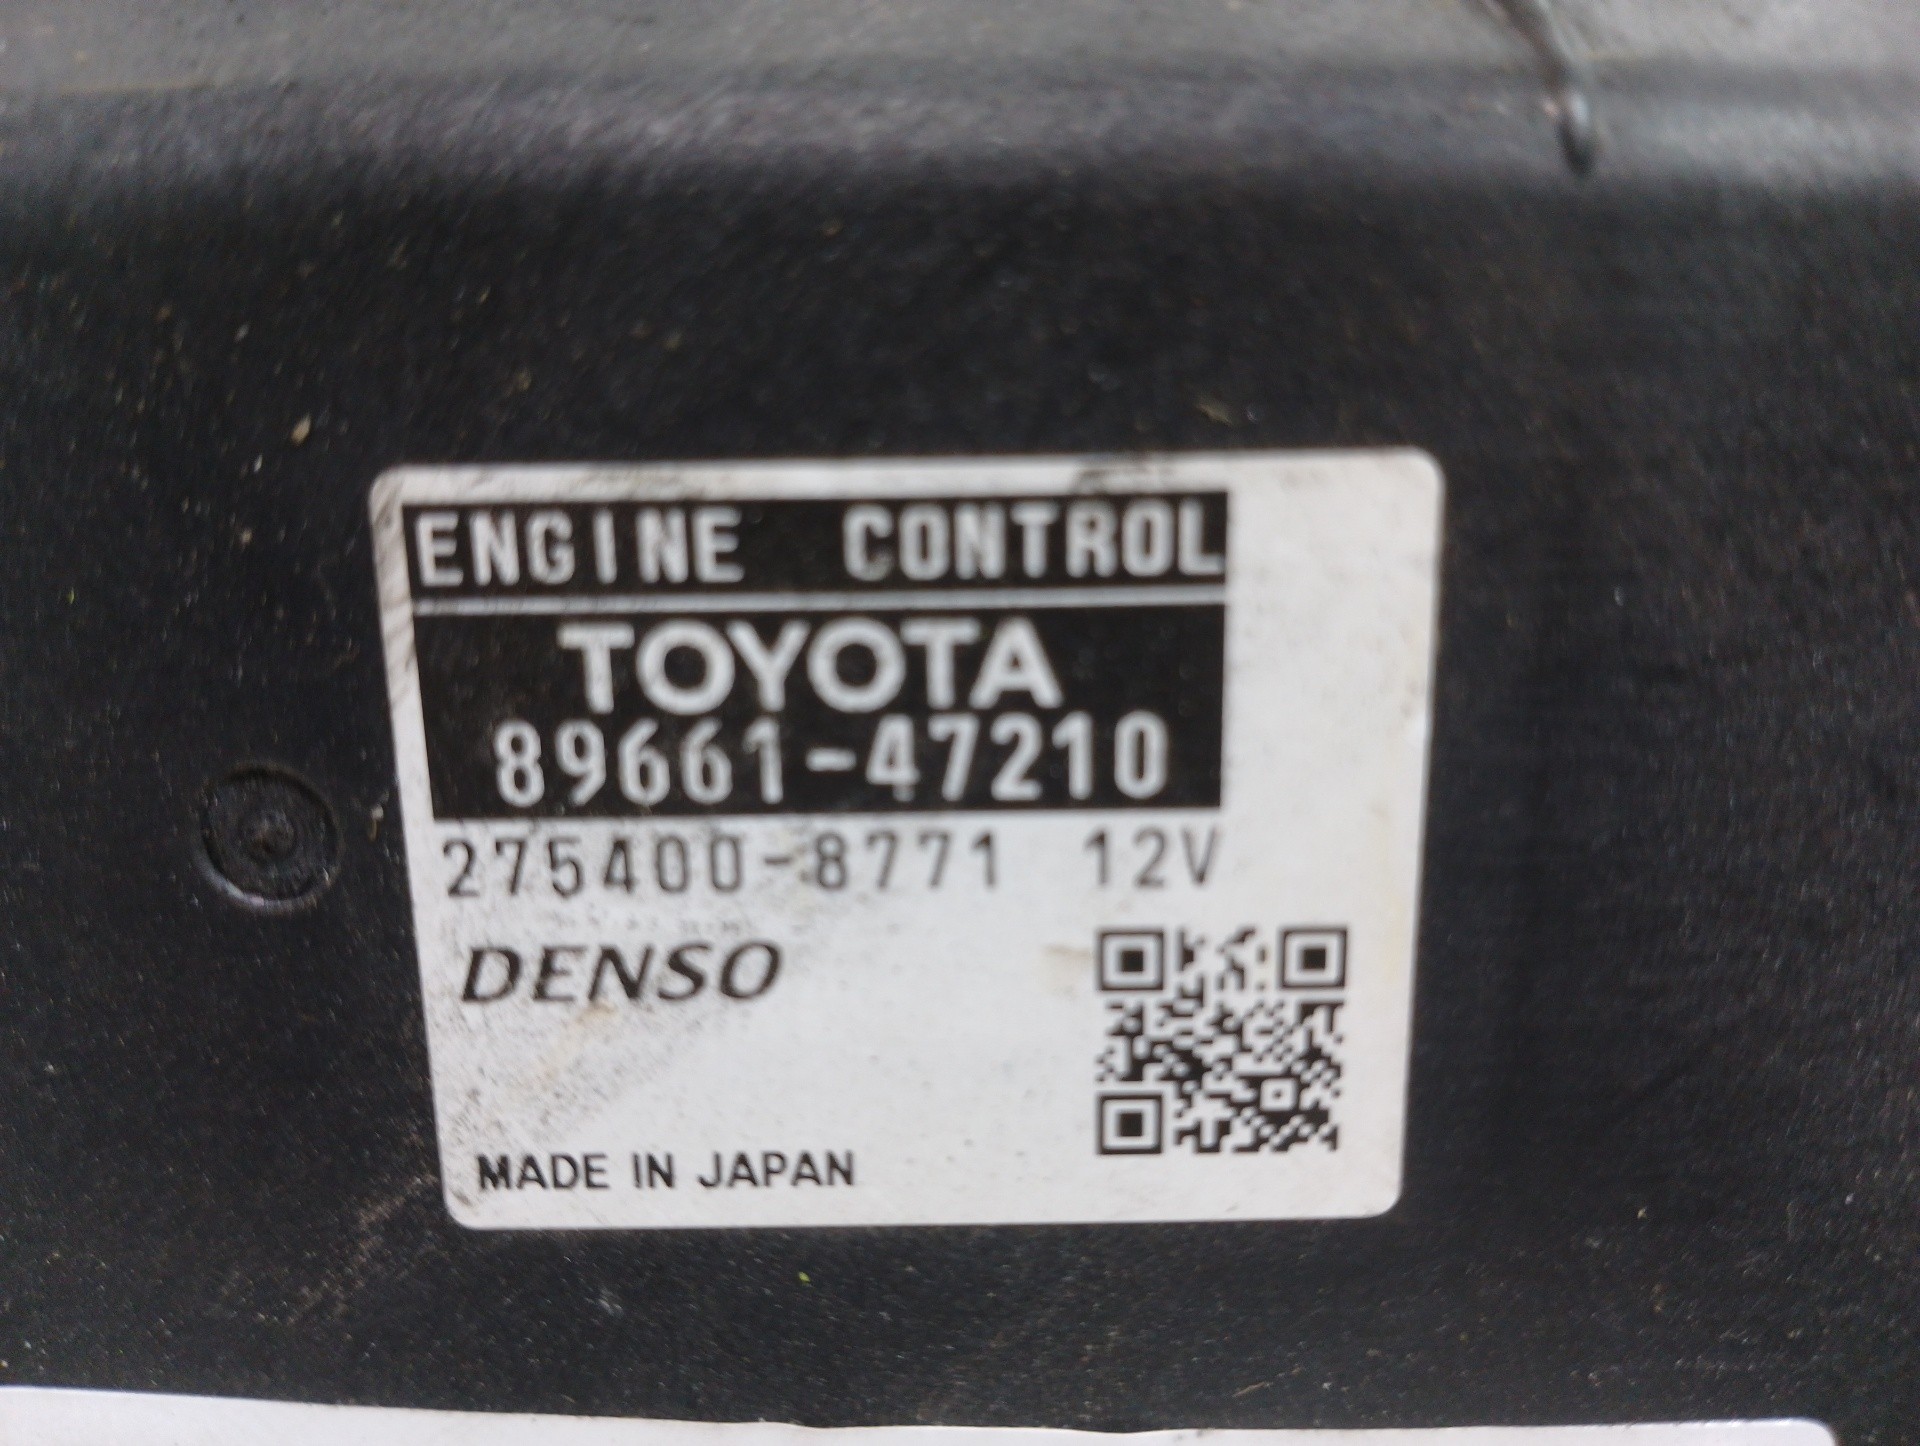 ENGINE CONTROL
TOYOTA
89661-47210
275400-8771 12V
DENSO
MADE IN JAPAN